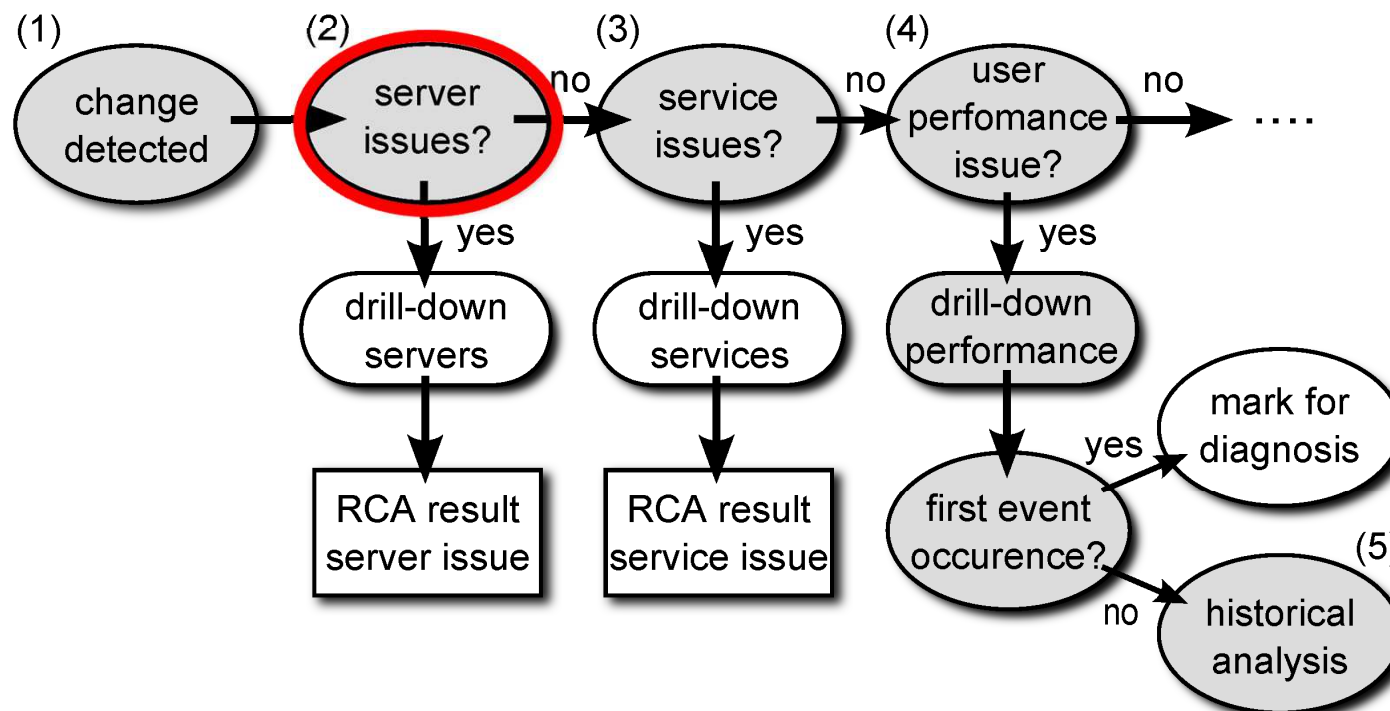 (1)
change
detected
(2)
server
issues?
no
(3)
service
issues?
no
(4)
user
perfomance
issue?
no
....
yes
drill-down
servers
RCA result
server issue
yes
drill-down
services
RCA result
service issue
yes
drill-down
performance
first event
occurence?
yes
mark for
diagnosis
no
(5)
historical
analysis